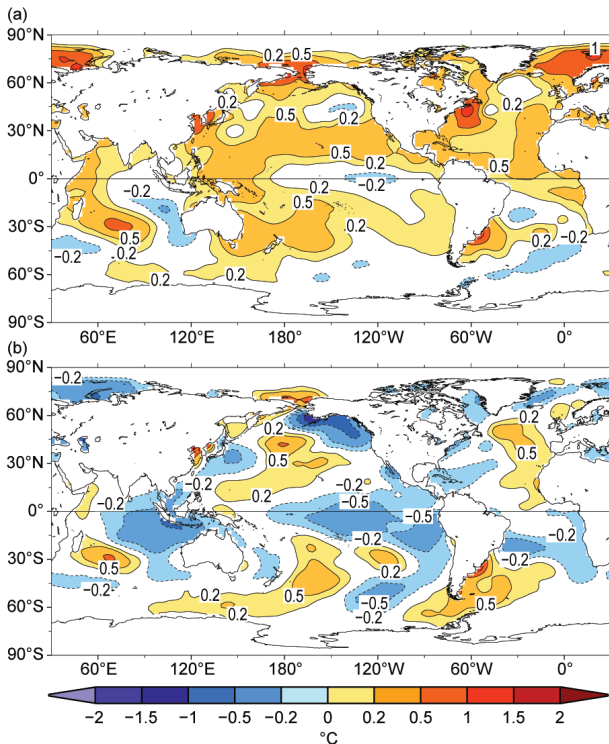 (a)
90°N
60°N
30°N
0°
30°S
60°S
90°S
0.2 0.5 1
0.2 0.2 0.2
0.5 0.2
0.5 0.5
0.2
−0.2 0.2 −0.2
0.5
0.5 0.2 0.2
−0.2 0.2 −0.2
0.2 0.2
60°E 120°E 180° 120°W 60°W 0°
(b)
90°N
60°N
30°N
0°
30°S
60°S
90°S
−0.2 0.2
0.2 0.2
0.2 −0.2 0.5
−0.2 0.2 −0.2
−0.2 −0.2 −0.5 −0.2
−0.5
−0.2 −0.2
0.5 0.2
−0.2 0.5 −0.5 0.5 −0.2
0.2 0.2 −0.2
60°E 120°E 180° 120°W 60°W 0°
−2 −1.5 −1 −0.5 −0.2 0 0.2 0.5 1 1.5 2
°C